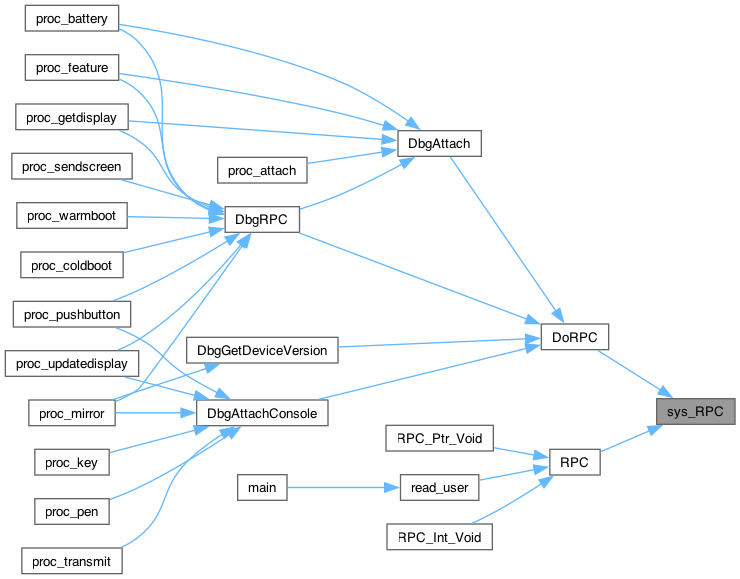 proc_battery
proc_feature
proc_getdisplay
DbgAttach
proc_sendscreen
proc_attach
proc_warmboot
DbgRPC
proc_coldboot
proc_pushbutton
DoRPC
DbgGetDeviceVersion
proc_updatedisplay
proc_mirror
DbgAttachConsole
sys_RPC
RPC_Ptr_Void
proc_key
RPC
main
read_user
proc_pen
RPC_Int_Void
proc_transmit